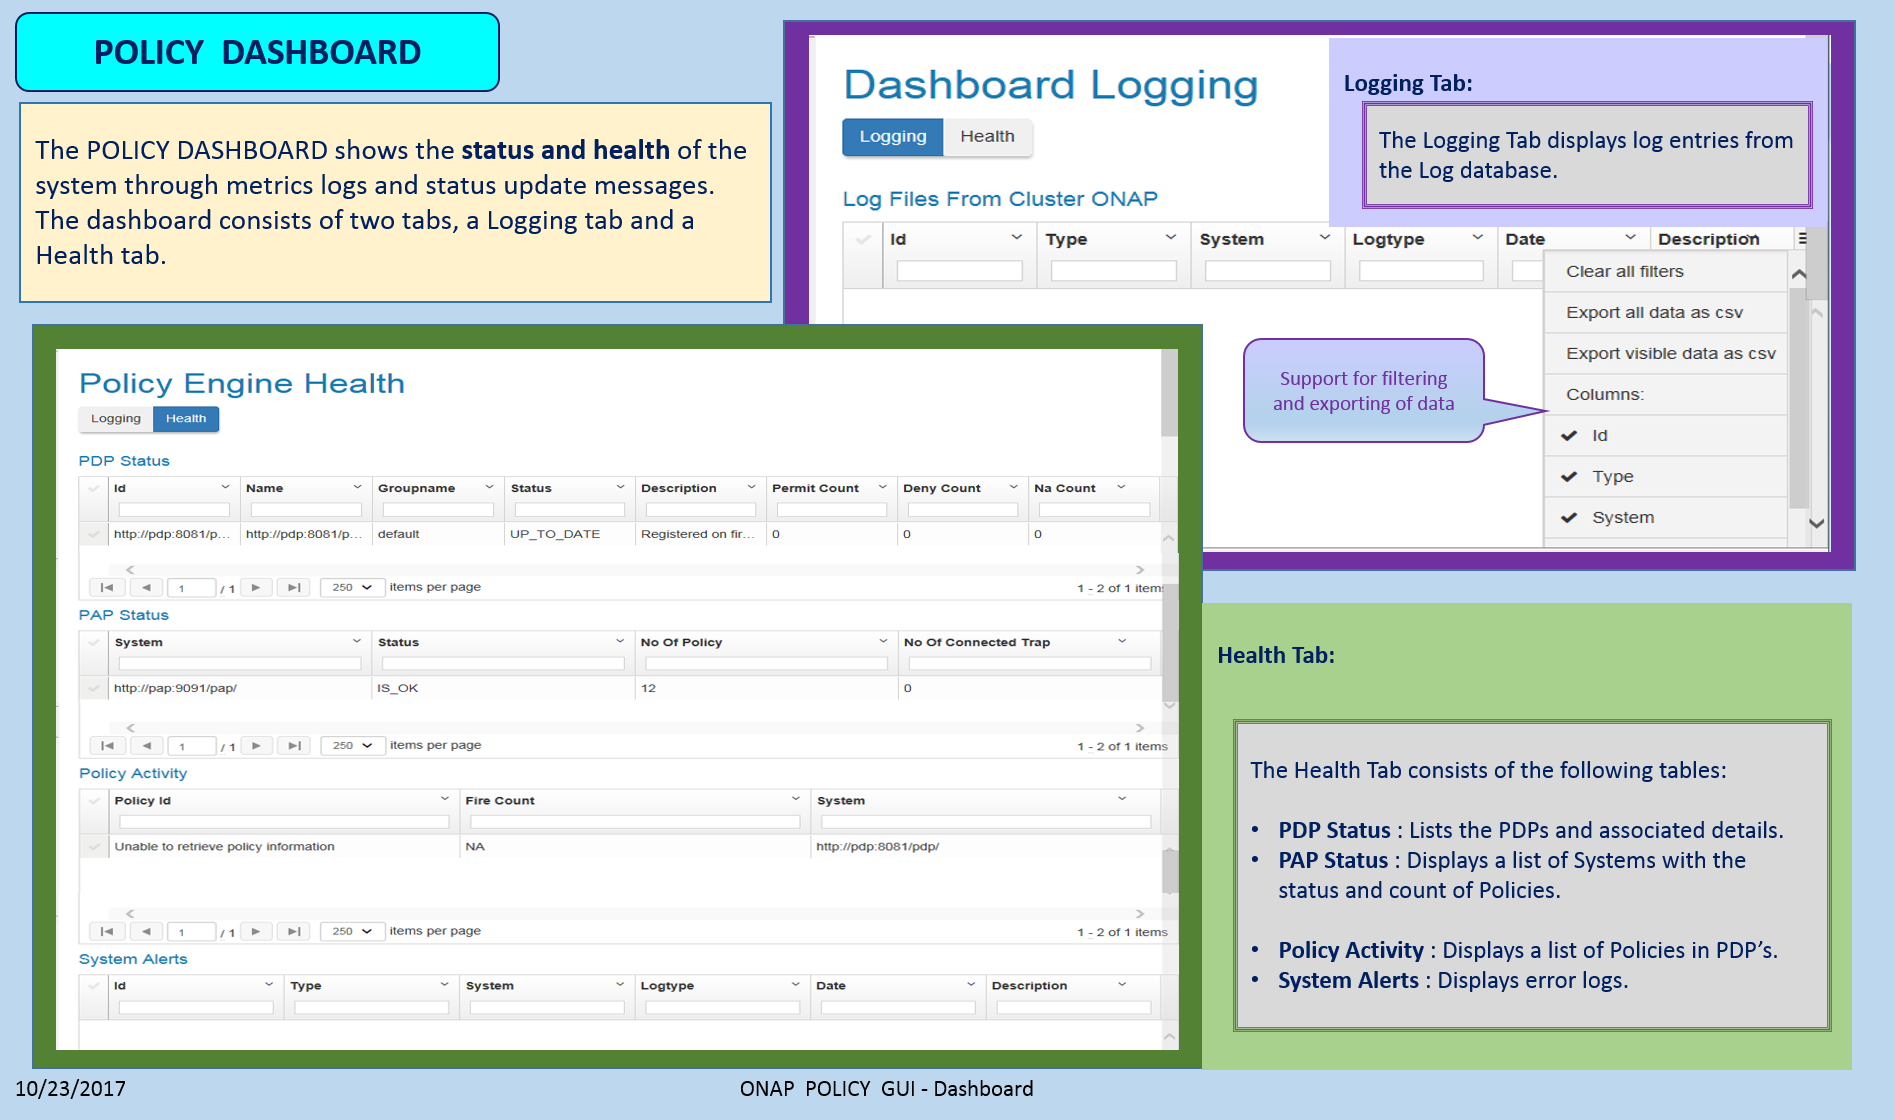 POLICY DASHBOARD
The POLICY DASHBOARD shows the status and health of the
system through metrics logs and status update messages.
The dashboard consists of two tabs, a Logging tab and a
Health tab.
Dashboard Logging
Logging Health
Log Files From Cluster ONAP
Id Type System Logtype Date Description
Logging Tab:
The Logging Tab displays log entries from
the Log database.
Clear all filters
Export all data as csv
Export visible data as csv
Columns:
Id
Type
System
Support for filtering
and exporting of data
Policy Engine Health
Logging Health
PDP Status
Id Name Groupname Status Description Permit Count Deny Count Na Count
http://pdp:8081/p... http://pdp:8081/p... default UP_TO_DATE Registered on fir... 0 0 0
1 / 1 250 items per page 1 - 2 of 1 items
PAP Status
System Status No Of Policy No Of Connected Trap
http://pap:9091/pap/ IS_OK 12 0
1 / 1 250 items per page 1 - 2 of 1 items
Policy Activity
Policy Id Fire Count System
Unable to retrieve policy information NA http://pdp:8081/pdp/
1 / 1 250 items per page 1 - 2 of 1 items
System Alerts
Id Type System Logtype Date Description
Health Tab:
The Health Tab consists of the following tables:
• PDP Status : Lists the PDPs and associated details.
• PAP Status : Displays a list of Systems with the
status and count of Policies.
• Policy Activity : Displays a list of Policies in PDP’s.
• System Alerts : Displays error logs.
10/23/2017
ONAP POLICY GUI - Dashboard